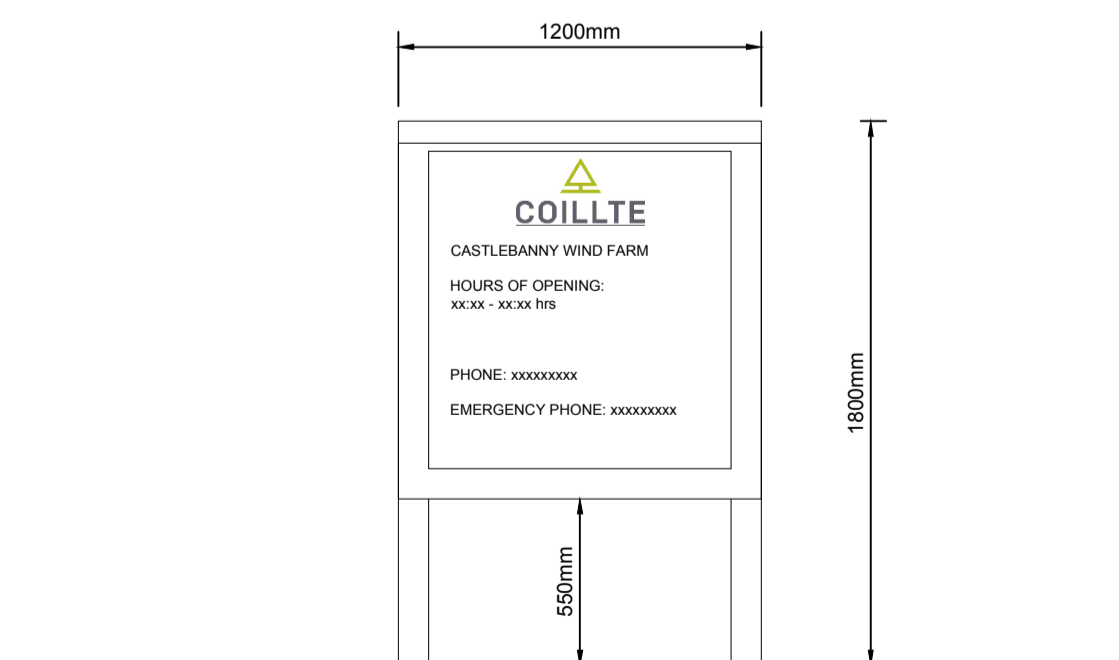 1200mm
COILLTE
CASTLEBANNY WIND FARM
HOURS OF OPENING:
xx:xx - xx:xx hrs
PHONE: xxxxxxxxx
EMERGENCY PHONE: xxxxxxxxx
1800mm
550mm